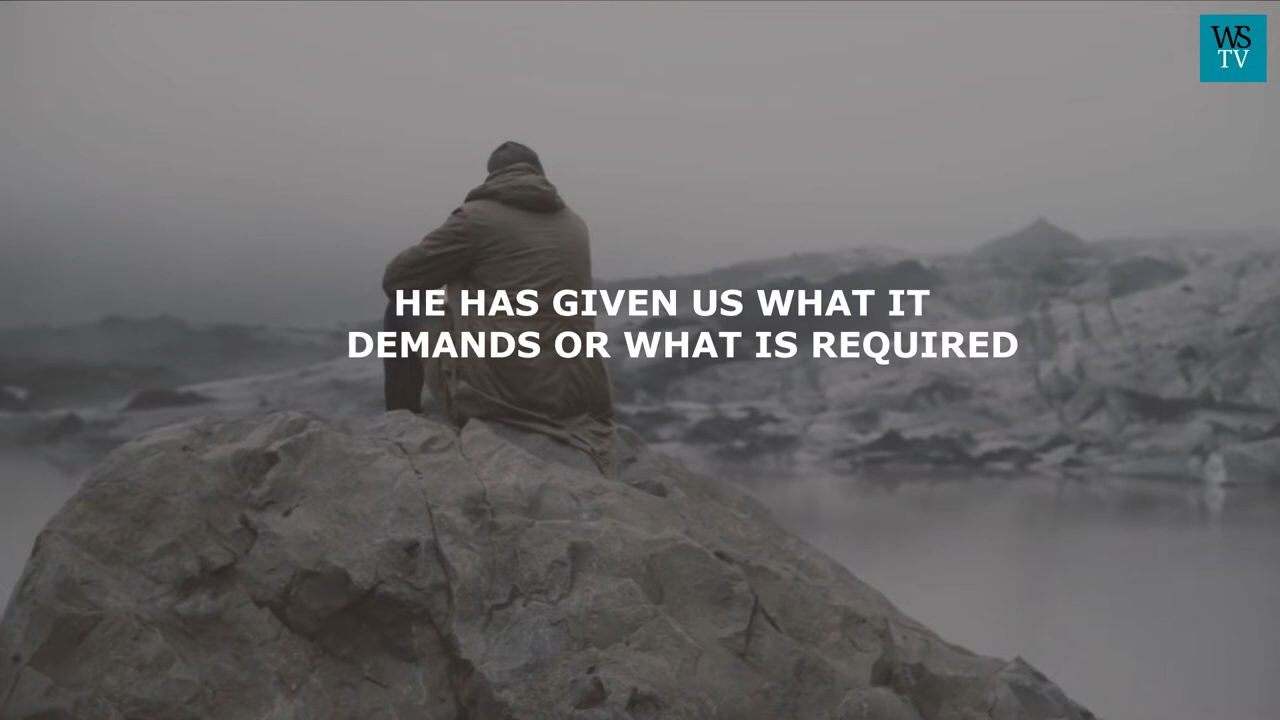 WS
TV
HE HAS GIVEN US WHAT IT
DEMANDS OR WHAT IS REQUIRED